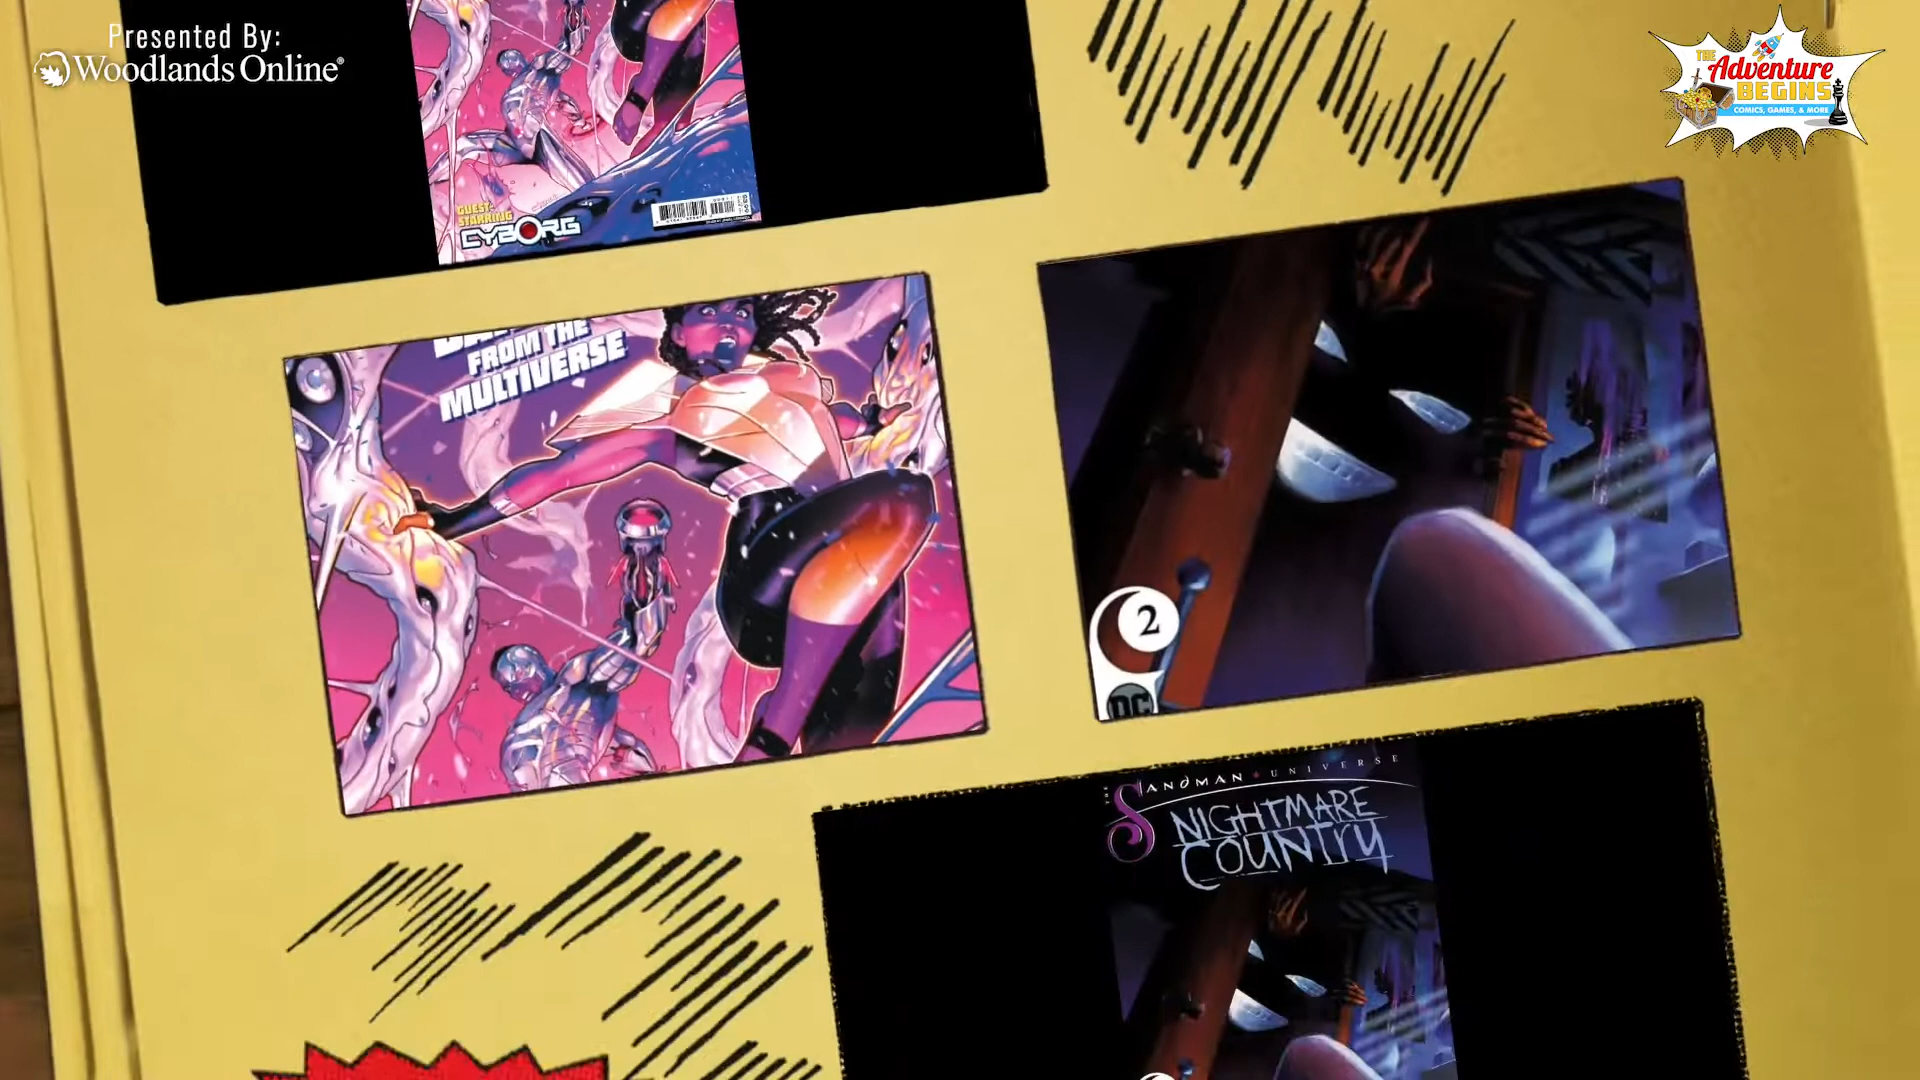 Presented By:
Woodlands Online®
THE
Adventure
BEGINS
COMICS, GAMES, & MORE
GUEST-
STARRING
CYBORG
FROM THE
MULTIVERSE
2
DC
THE SANDMAN UNIVERSE
NIGHTMARE
COUNTRY